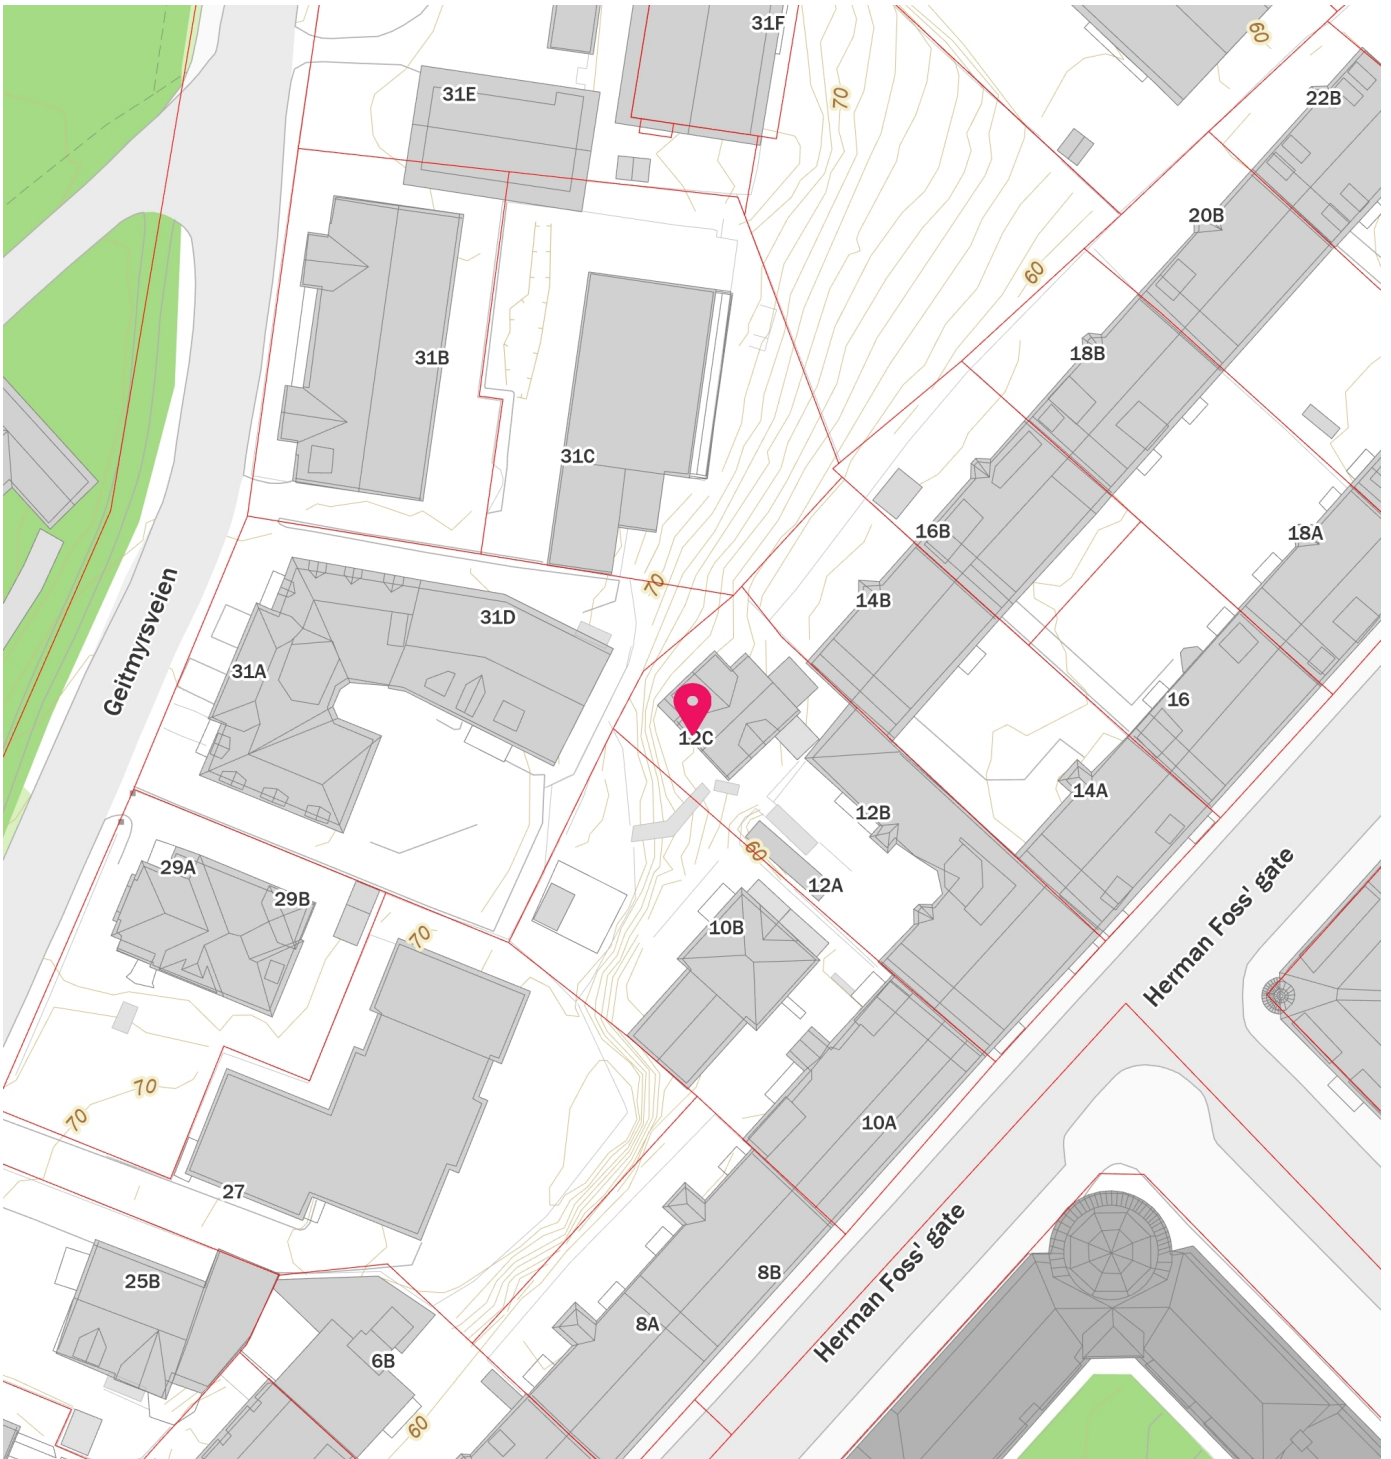 31F
60
31E
70
22B
20B
60
18B
31B
31C
16B
18A
70
14B
31D
31A
Geitmyrsveien
16
12C
14A
12B
60
29A
12A
29B
10B
70
Herman Foss' gate
70
70
10A
27
8B
Herman Foss' gate
25B
8A
6B
60